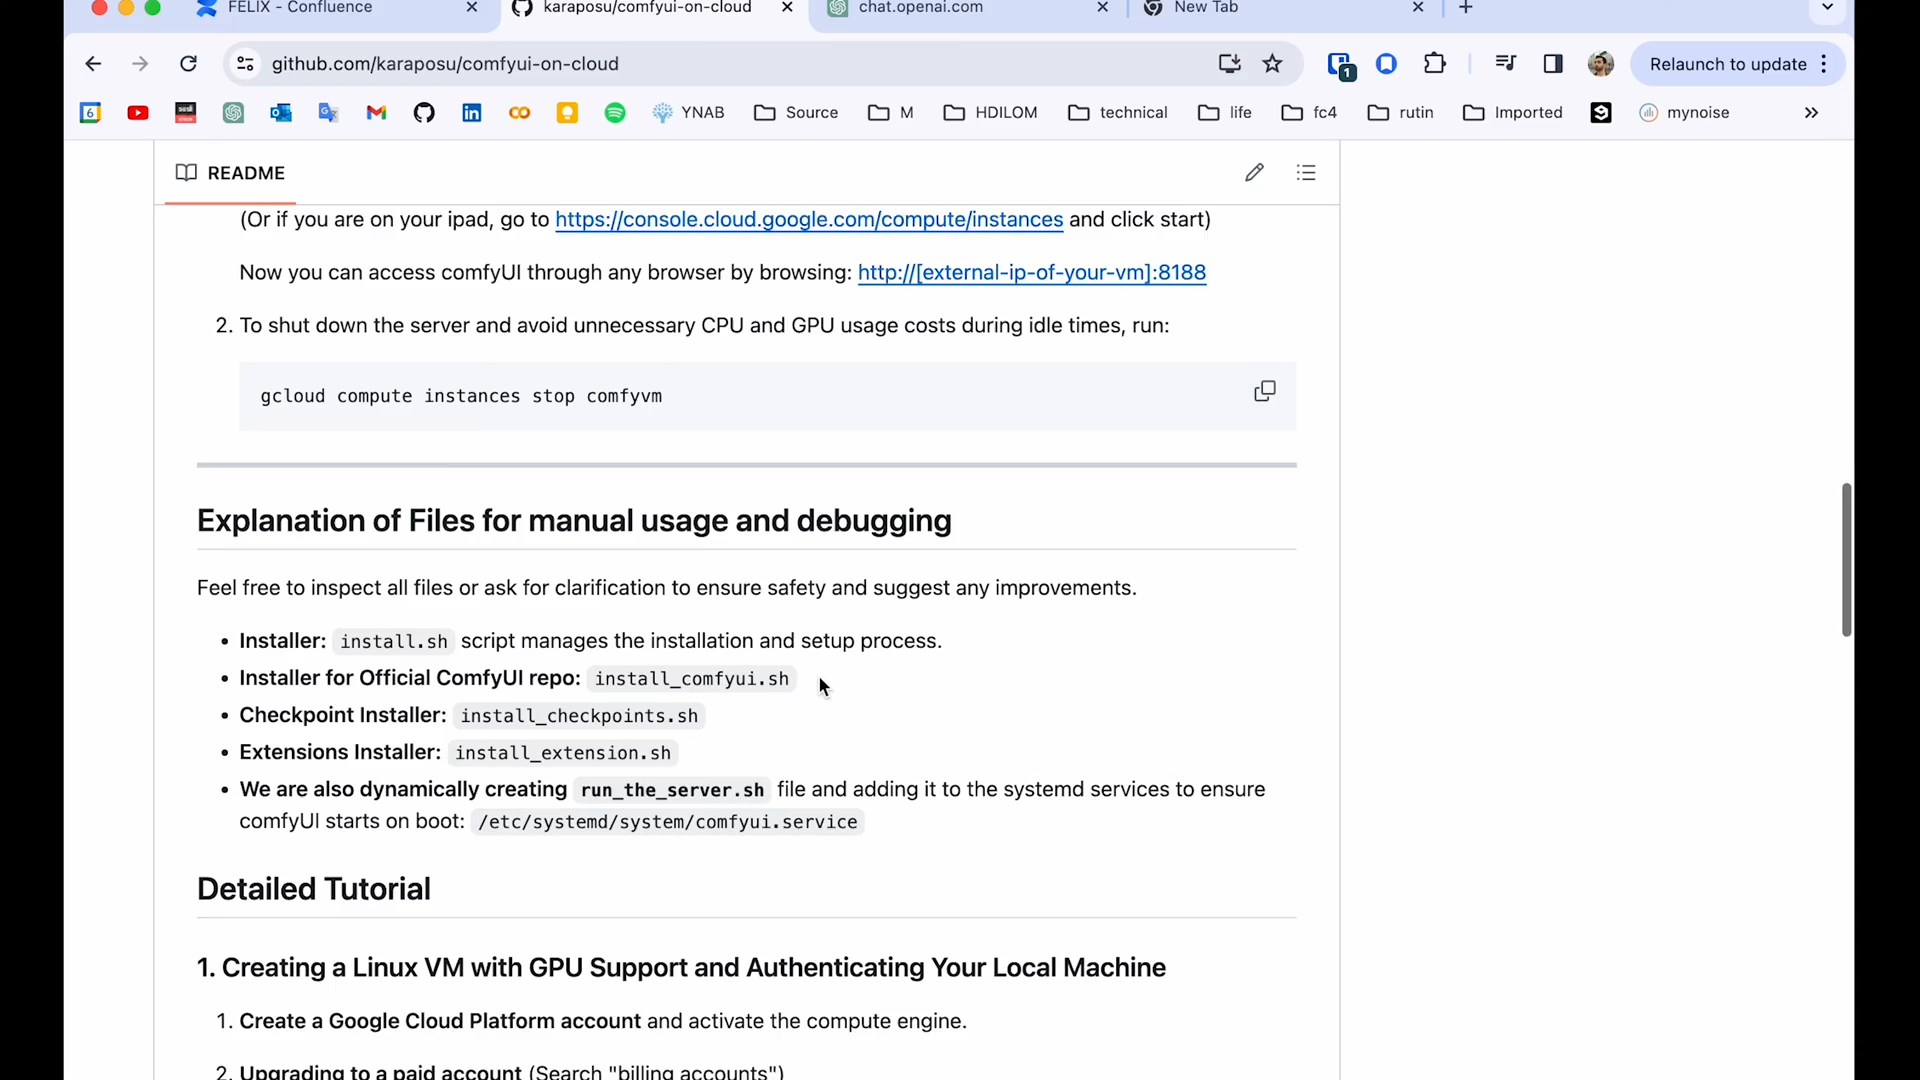 FELIX - Confluence
karaposu/comfyui-on-cloud
chat.openai.com
New Tab
github.com/karaposu/comfyui-on-cloud
1
Relaunch to update
6
YNAB
Source
M
HDILOM
technical
life
fc4
rutin
Imported
mynoise
README
(Or if you are on your ipad, go to https://console.cloud.google.com/compute/instances and click start)
Now you can access comfyUI through any browser by browsing: http://[external-ip-of-your-vm]:8188
2. To shut down the server and avoid unnecessary CPU and GPU usage costs during idle times, run:
gcloud compute instances stop comfyvm
Explanation of Files for manual usage and debugging
Feel free to inspect all files or ask for clarification to ensure safety and suggest any improvements.
• Installer: install.sh script manages the installation and setup process.
• Installer for Official ComfyUI repo: install_comfyui.sh
• Checkpoint Installer: install_checkpoints.sh
• Extensions Installer: install_extension.sh
• We are also dynamically creating run_the_server.sh file and adding it to the systemd services to ensure
comfyUI starts on boot: /etc/systemd/system/comfyui.service
Detailed Tutorial
1. Creating a Linux VM with GPU Support and Authenticating Your Local Machine
1. Create a Google Cloud Platform account and activate the compute engine.
2. Upgrading to a paid account (Search "billing accounts")